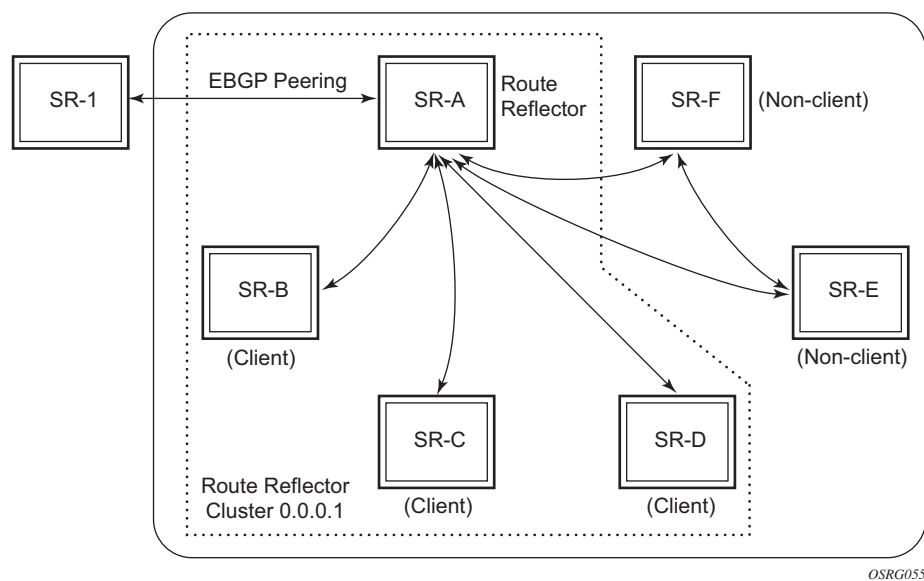 SR-1
EBGP Peering
SR-A
Route
Reflector
SR-F
(Non-client)
SR-B
(Client)
SR-E
(Non-client)
SR-C
(Client)
SR-D
(Client)
Route Reflector
Cluster 0.0.0.1
OSRG055